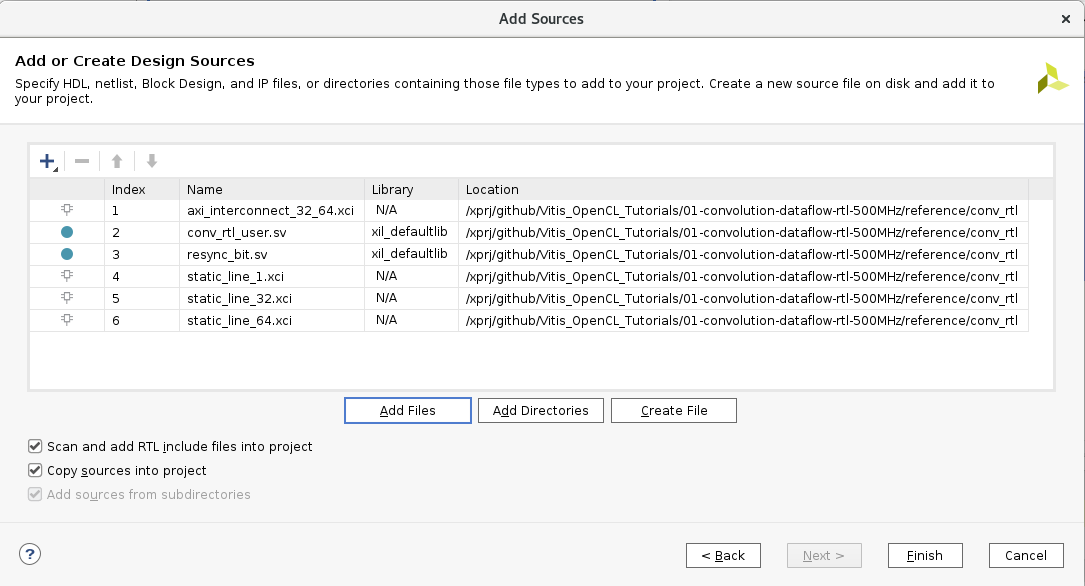 Add Sources
Add or Create Design Sources
Specify HDL, netlist, Block Design, and IP files, or directories containing those file types to add to your project. Create a new source file on disk and add it to
your project.
Index Name Library Location
1 axi_interconnect_32_64.xci N/A /xprj/github/Vitis_OpenCL_Tutorials/01-convolution-dataflow-rtl-500MHz/reference/conv_rtl
2 conv_rtl_user.sv xil_defaultlib /xprj/github/Vitis_OpenCL_Tutorials/01-convolution-dataflow-rtl-500MHz/reference/conv_rtl
3 resync_bit.sv xil_defaultlib /xprj/github/Vitis_OpenCL_Tutorials/01-convolution-dataflow-rtl-500MHz/reference/conv_rtl
4 static_line_1.xci N/A /xprj/github/Vitis_OpenCL_Tutorials/01-convolution-dataflow-rtl-500MHz/reference/conv_rtl
5 static_line_32.xci N/A /xprj/github/Vitis_OpenCL_Tutorials/01-convolution-dataflow-rtl-500MHz/reference/conv_rtl
6 static_line_64.xci N/A /xprj/github/Vitis_OpenCL_Tutorials/01-convolution-dataflow-rtl-500MHz/reference/conv_rtl
Add Files Add Directories Create File
Scan and add RTL include files into project
Copy sources into project
Add sources from subdirectories
? < Back Next > Finish Cancel